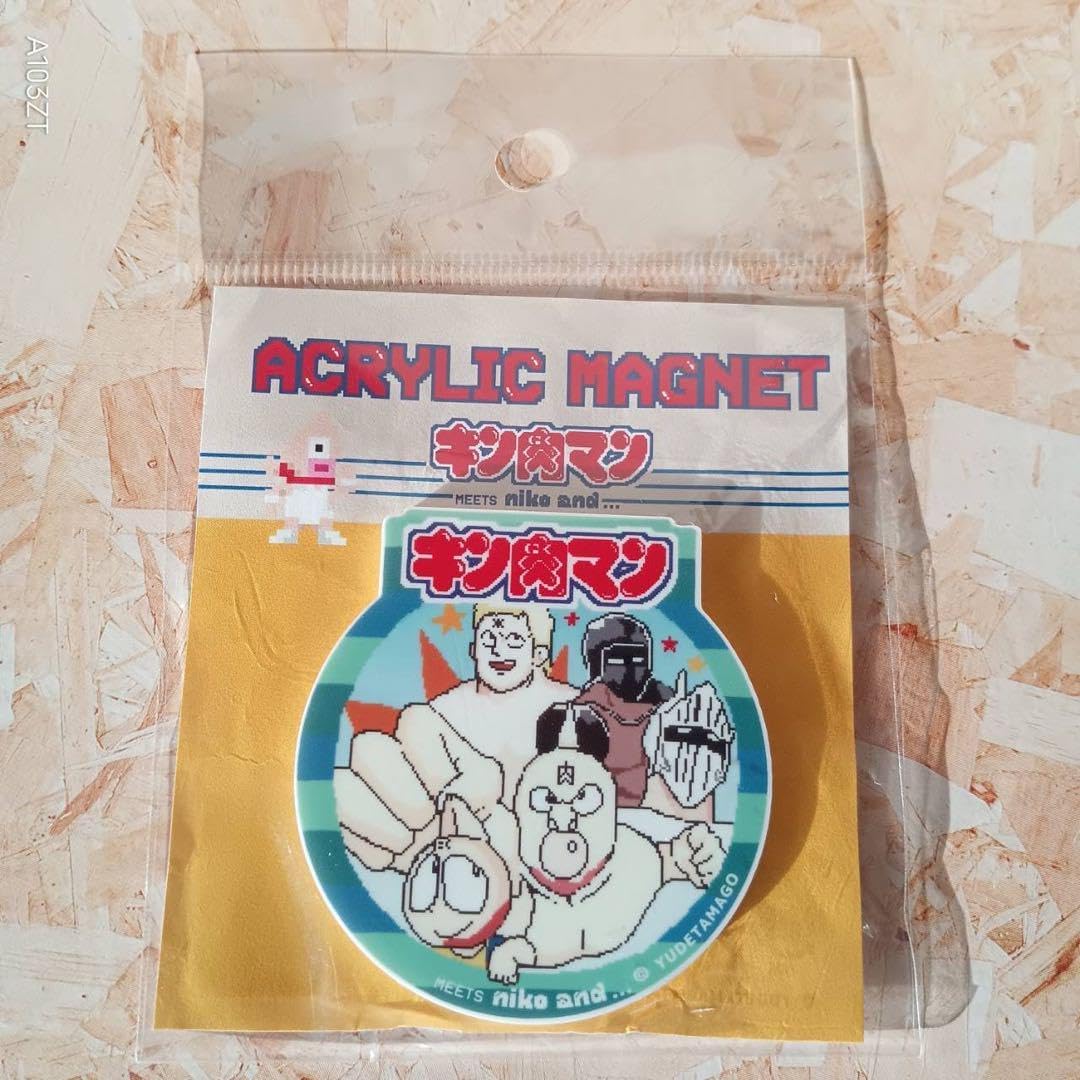 A103ZT
ACRYLIC MAGNET
キン肉マン
MEETS niko and...
キン肉マン
肉
MEETS niko and...
© YUDETAMAGO